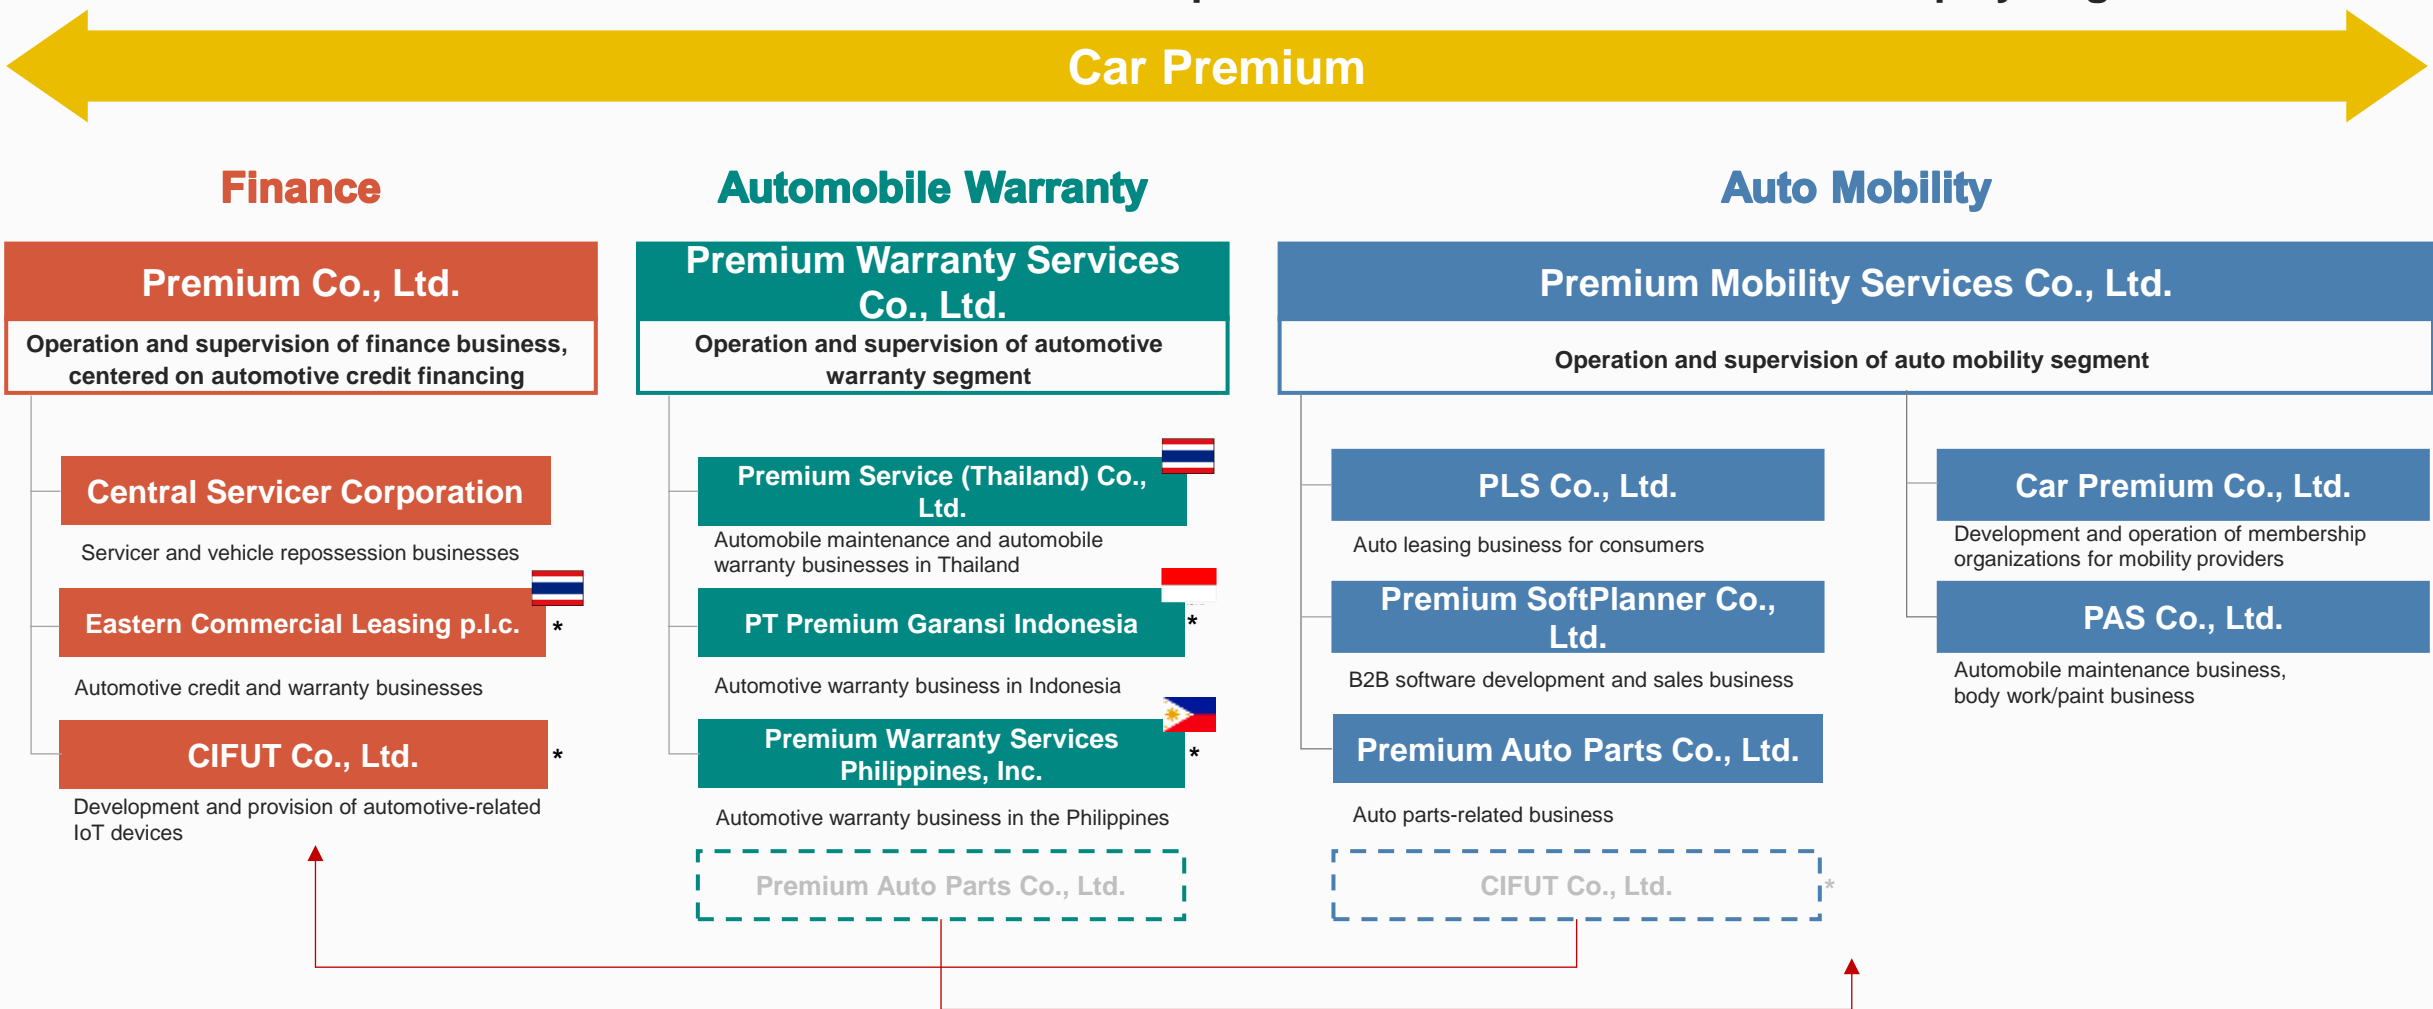 Car Premium
Finance
Premium Co., Ltd.
Operation and supervision of finance business,
centered on automotive credit financing
Central Servicer Corporation
Servicer and vehicle repossession businesses
Eastern Commercial Leasing p.l.c.
*
Automotive credit and warranty businesses
CIFUT Co., Ltd.
*
Development and provision of automotive-related
IoT devices
Automobile Warranty
Premium Warranty Services
Co., Ltd.
Operation and supervision of automotive
warranty segment
Premium Service (Thailand) Co.,
Ltd.
Automobile maintenance and automobile
warranty businesses in Thailand
PT Premium Garansi Indonesia
*
Automotive warranty business in Indonesia
Premium Warranty Services
Philippines, Inc.
*
Automotive warranty business in the Philippines
Premium Auto Parts Co., Ltd.
Auto Mobility
Premium Mobility Services Co., Ltd.
Operation and supervision of auto mobility segment
PLS Co., Ltd.
Auto leasing business for consumers
Premium SoftPlanner Co.,
Ltd.
B2B software development and sales business
Premium Auto Parts Co., Ltd.
Auto parts-related business
CIFUT Co., Ltd.
*
Car Premium Co., Ltd.
Development and operation of membership
organizations for mobility providers
PAS Co., Ltd.
Automobile maintenance business,
body work/paint business